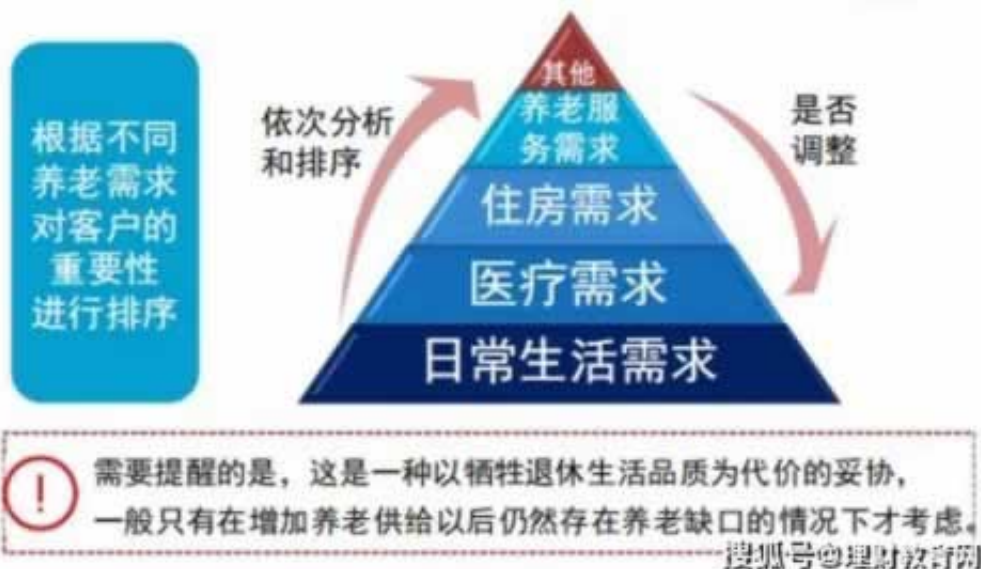 根据不同
养老需求
对客户的
重要性
进行排序
依次分析
和排序
其他
养老服
务需求
住房需求
医疗需求
日常生活需求
是否
调整
!
需要提醒的是，这是一种以牺牲退休生活品质为代价的妥协，
一般只有在增加养老供给以后仍然存在养老缺口的情况下才考虑。
搜狐号@理财教育网